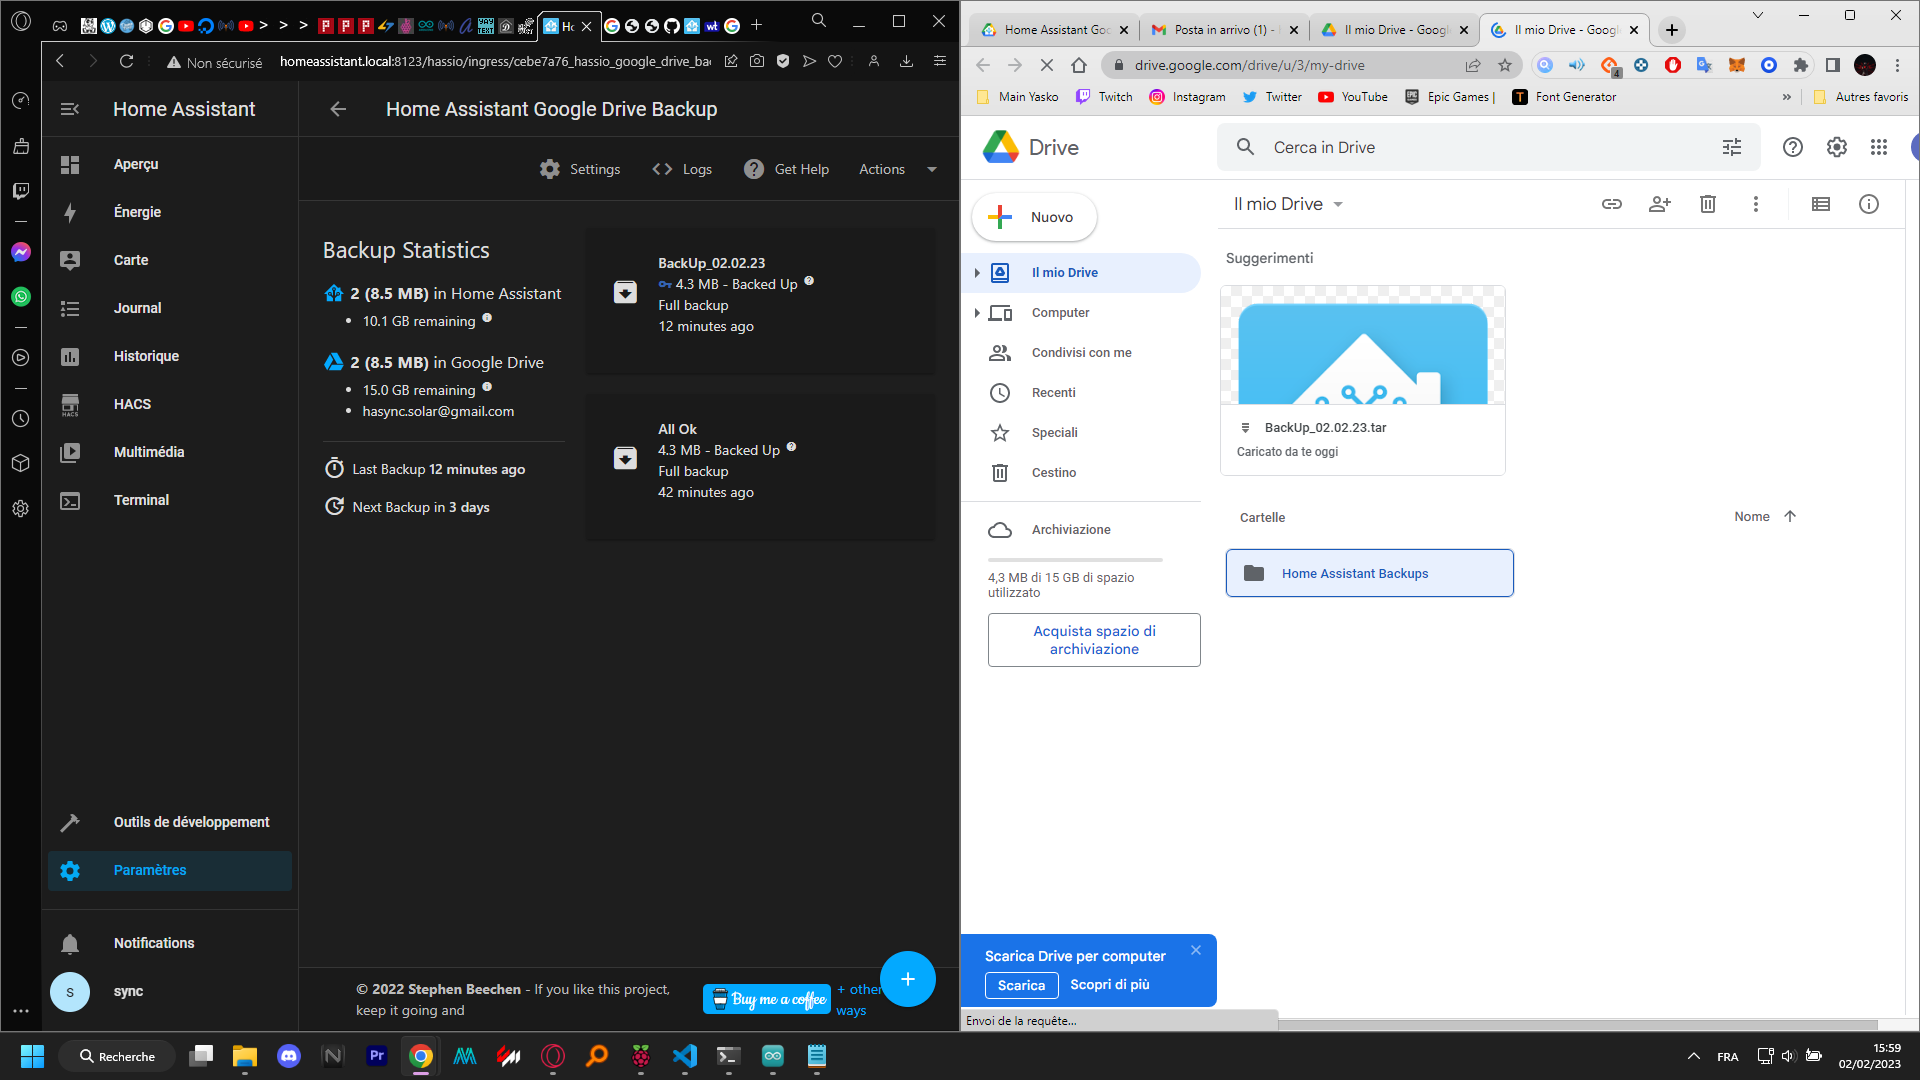 Non sécurisé
homeassistant.local:8123/hassio/ingress/cebe7a76_hassio_google_drive_ba
Home Assistant
Aperçu
Énergie
Carte
Journal
Historique
HACS
Multimédia
Terminal
Outils de développement
Paramètres
Notifications
S
sync
Home Assistant Google Drive Backup
Settings
Logs
Get Help
Actions
Backup Statistics
2 (8.5 MB) in Home Assistant
10.1 GB remaining
2 (8.5 MB) in Google Drive
15.0 GB remaining
hasync.solar@gmail.com
Last Backup 12 minutes ago
Next Backup in 3 days
BackUp_02.02.23
4.3 MB - Backed Up
Full backup
12 minutes ago
All Ok
4.3 MB - Backed Up
Full backup
42 minutes ago
© 2022 Stephen Beechen - If you like this project,
keep it going and
Buy me a coffee
+ other
ways
Home Assistant Goo
Posta in arrivo (1) -
Il mio Drive - Google
Il mio Drive - Google
drive.google.com/drive/u/3/my-drive
4
Main Yasko
Twitch
Instagram
Twitter
YouTube
Epic Games |
Font Generator
Autres favoris
Drive
Cerca in Drive
Nuovo
Il mio Drive
Computer
Condivisi con me
Recenti
Speciali
Cestino
Archiviazione
4,3 MB di 15 GB di spazio
utilizzato
Acquista spazio di
archiviazione
Il mio Drive
Suggerimenti
BackUp_02.02.23.tar
Caricato da te oggi
Cartelle
Nome
Home Assistant Backups
Scarica Drive per computer
Scarica
Scopri di più
Envoi de la requête...
Recherche
Pr
FRA
15:59
02/02/2023